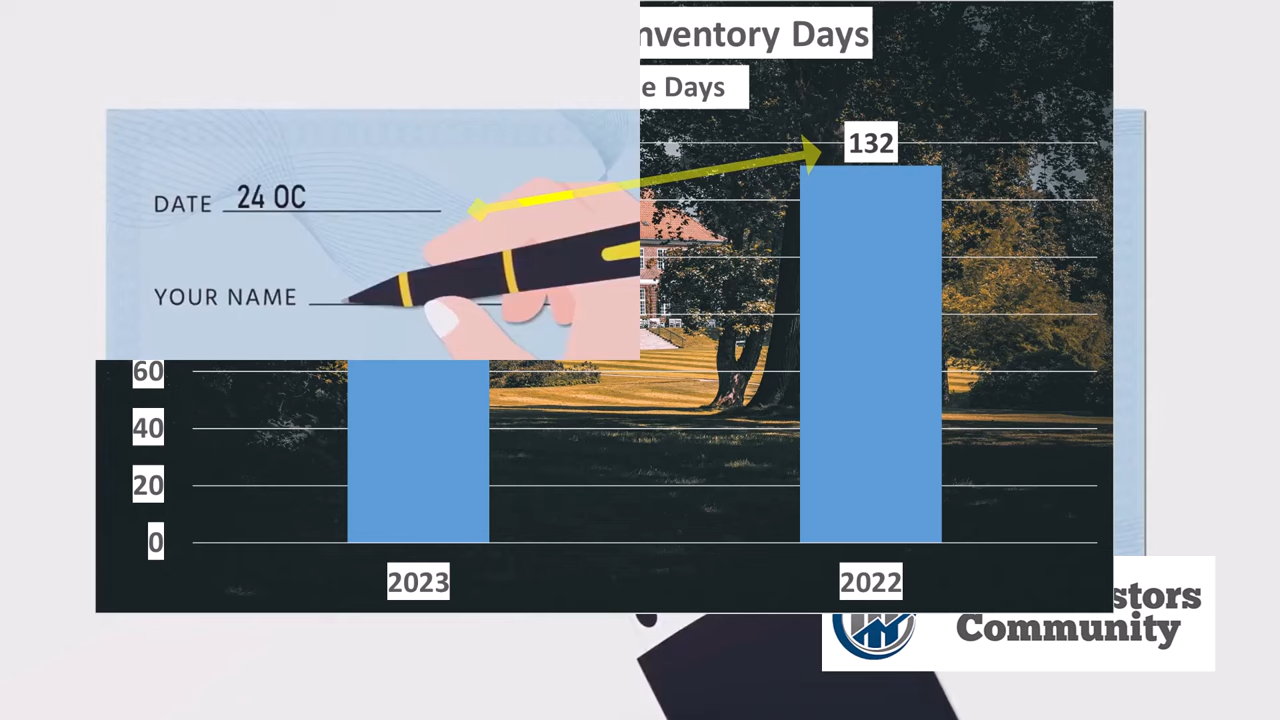 nventory Days
e Days
132
DATE 24 OC
YOUR NAME
60
40
20
0
2023
2022
stors
Community